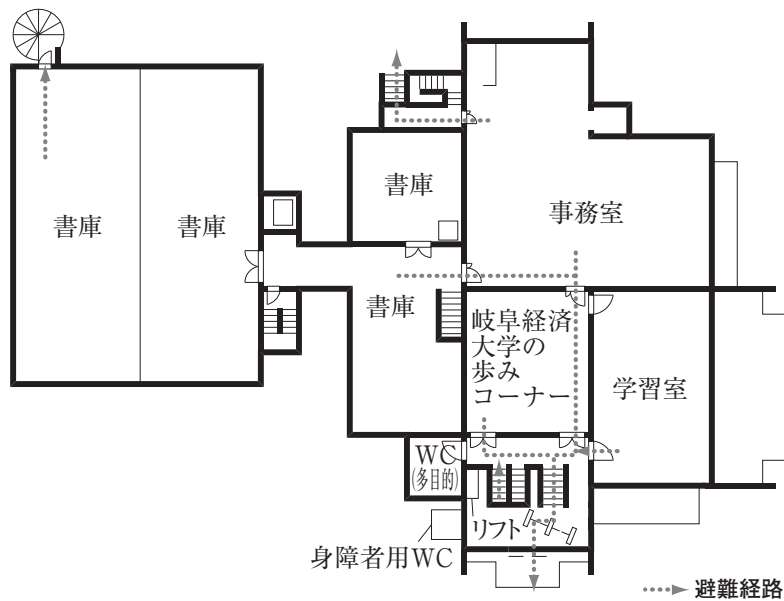 書庫
事務室
書庫
書庫
書庫
岐阜経済
大学の
歩み
コーナー
学習室
WC
(多目的)
リフト
身障者用WC
避難経路